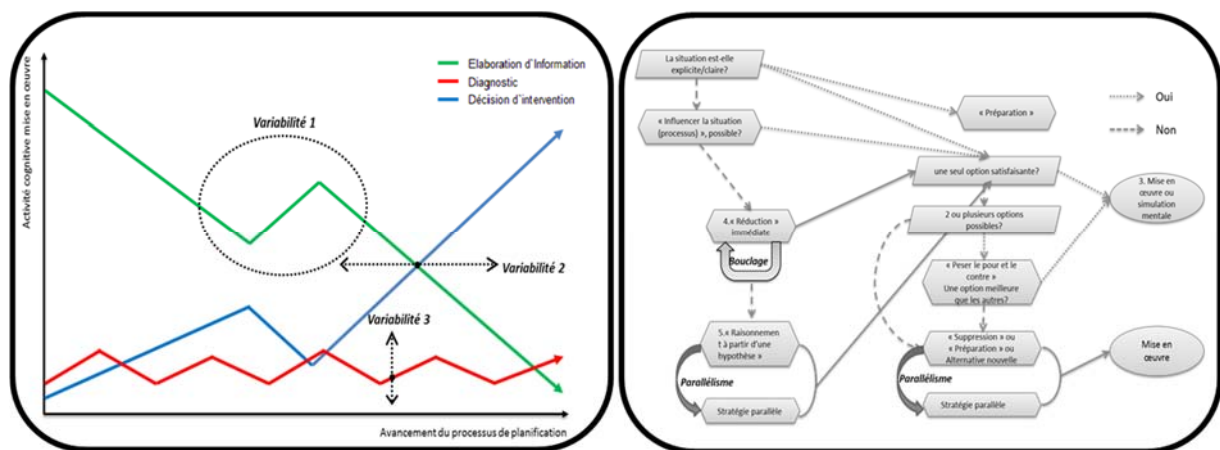 Elaboration d'Information
Diagnostic
Décision d'intervention
Variabilité 1
Variabilité 2
Variabilité 3
Activité cognitive mise en œuvre
Avancement du processus de planification
La situation est-elle
explicite/claire?
« Influencer la situation
(processus) », possible?
« Préparation »
Oui
Non
une seul option satisfaisante?
3. Mise en
œuvre ou
simulation
mentale
4.« Réduction »
immédiate
Bouclage
2 ou plusieurs options
possibles?
« Peser le pour et le
contre »
Une option meilleure
que les autres?
5.« Raisonnemen
t à partir d'une
hypothèse »
Parallélisme
Stratégie parallèle
« Suppression » ou
« Préparation » ou
Alternative nouvelle
Parallélisme
Stratégie parallèle
Mise en
œuvre